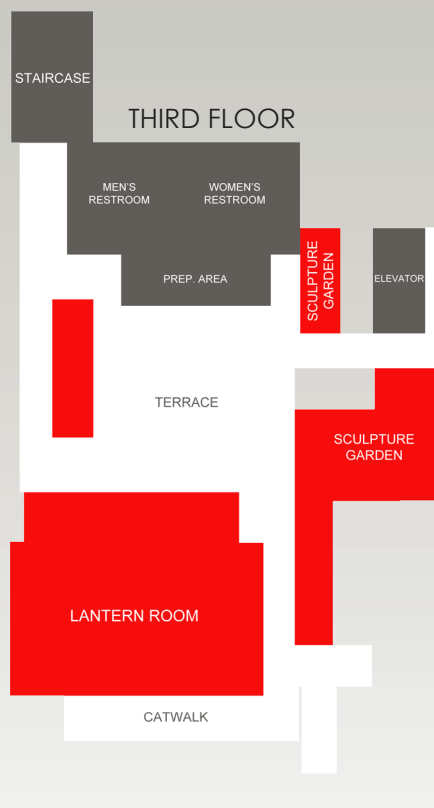 STAIRCASE
THIRD FLOOR
MEN'S
RESTROOM
WOMEN'S
RESTROOM
PREP. AREA
SCULPTURE
GARDEN
ELEVATOR
TERRACE
SCULPTURE
GARDEN
LANTERN ROOM
CATWALK